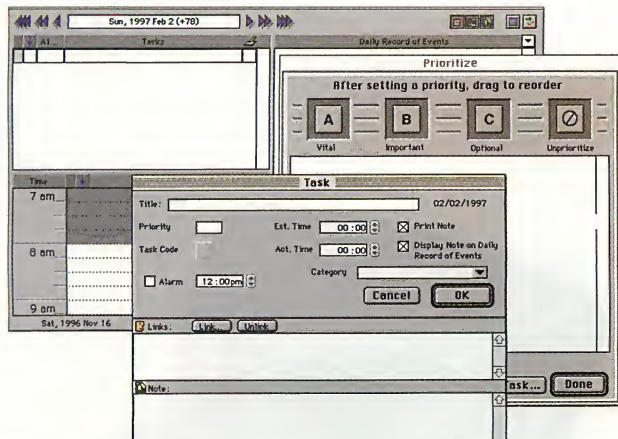 Sun, 1997 Feb 2 (+78)
Tasks
Daily Record of Events
Prioritize
After setting a priority, drag to reorder
A
B
C
Vital
Important
Optional
Unprioritize
Time
7 am
8 am
9 am
Sat, 1996 Nov 16
Task
Title:
02/02/1997
Priority
Est. Time
00:00
Print Note
Task Code
Act. Time
00:00
Display Note on Daily
Record of Events
Alarm
12:00pm
Category
Cancel
OK
Links:
Link...
Unlink
Note:
ask...
Done